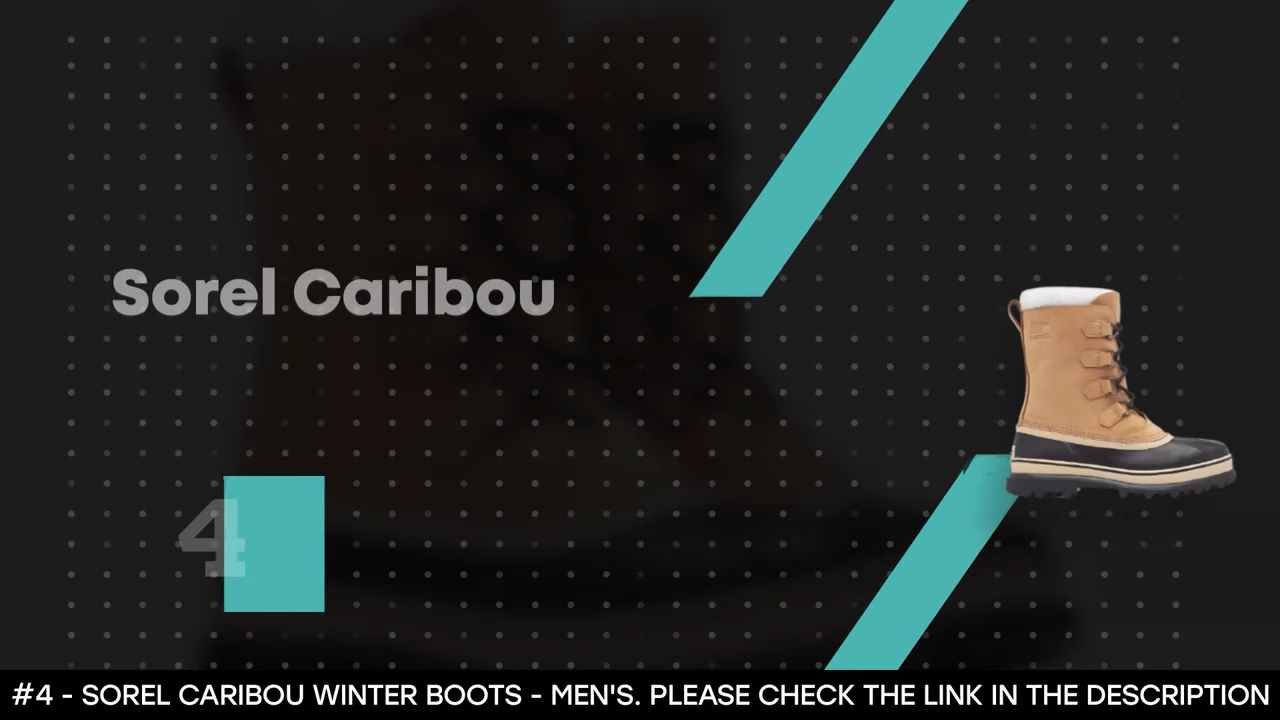 Sorel Caribou
4
#4 - SOREL CARIBOU WINTER BOOTS - MEN'S. PLEASE CHECK THE LINK IN THE DESCRIPTION